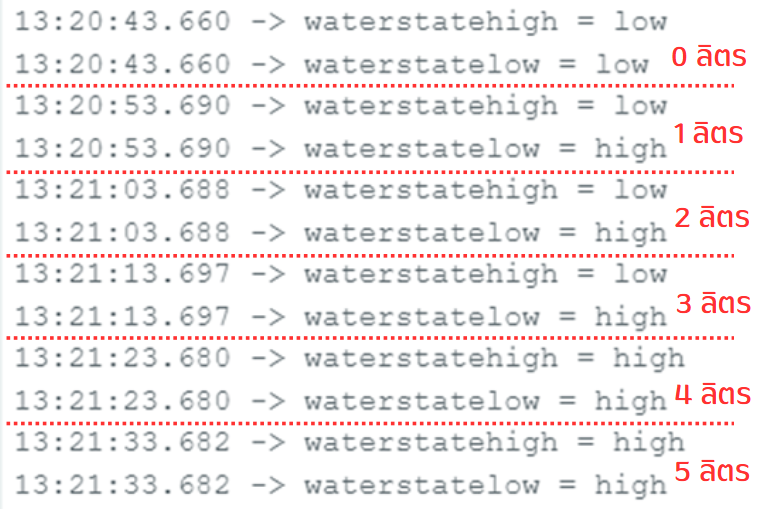 13:20:43.660 -> waterstatehigh = low
13:20:43.660 -> waterstatelow = low 0 ลิตร
13:20:53.690 -> waterstatehigh = low
13:20:53.690 -> waterstatelow = high 1 ลิตร
13:21:03.688 -> waterstatehigh = low
13:21:03.688 -> waterstatelow = high 2 ลิตร
13:21:13.697 -> waterstatehigh = low
13:21:13.697 -> waterstatelow = high 3 ลิตร
13:21:23.680 -> waterstatehigh = high
13:21:23.680 -> waterstatelow = high 4 ลิตร
13:21:33.682 -> waterstatehigh = high
13:21:33.682 -> waterstatelow = high 5 ลิตร